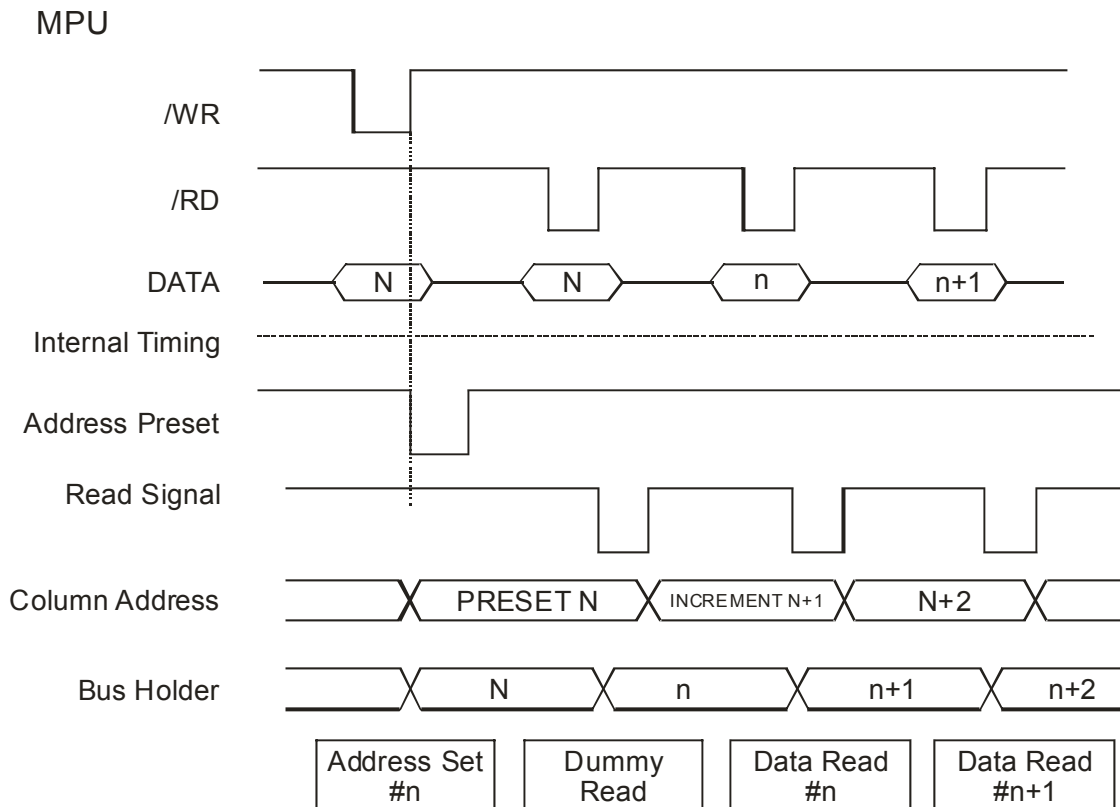 MPU
/WR
/RD
DATA N N n n+1
Internal Timing
Address Preset
Read Signal
Column Address PRESET N INCREMENT N+1 N+2
Bus Holder N n n+1 n+2
Address Set
#n
Dummy
Read
Data Read
#n
Data Read
#n+1